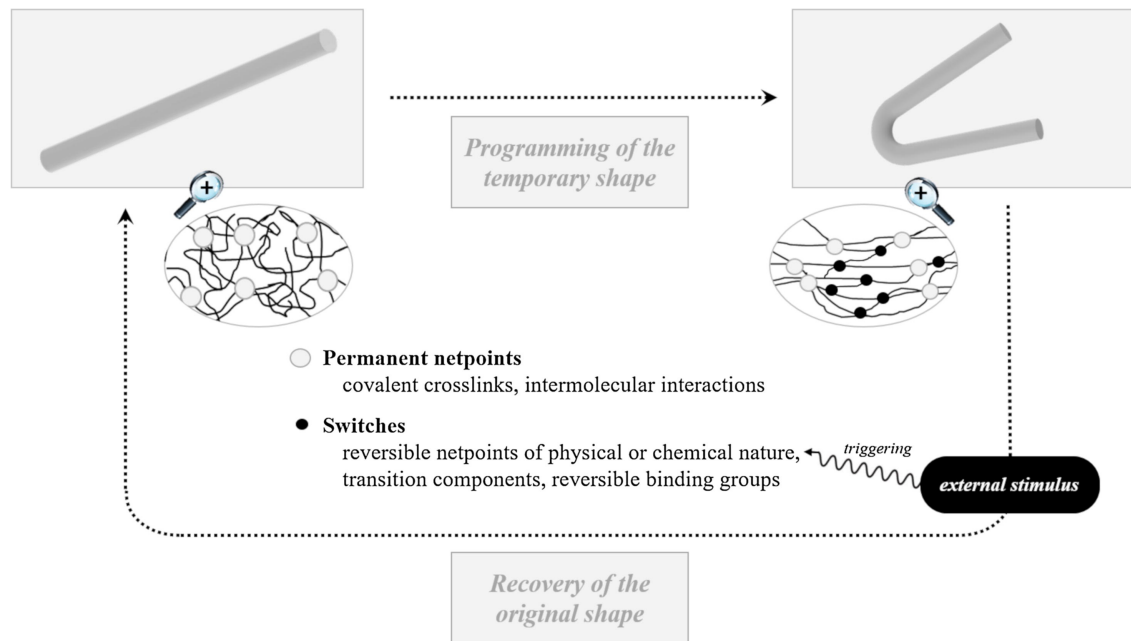 Programming of the
temporary shape
+
+
Permanent netpoints
covalent crosslinks, intermolecular interactions
Switches
reversible netpoints of physical or chemical nature,
transition components, reversible binding groups
triggering
external stimulus
Recovery of the
original shape